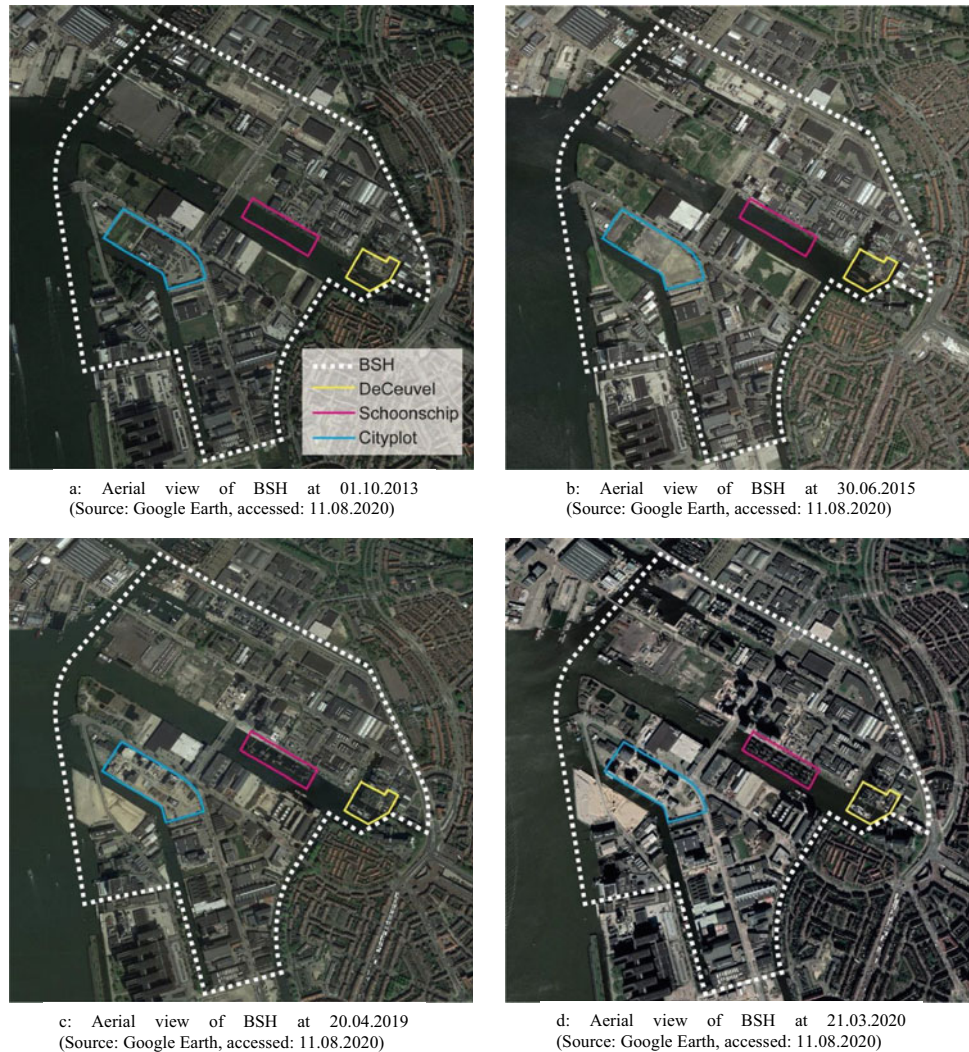 BSH
DeCeuvel
Schoonschip
Cityplot
a: Aerial view of BSH at 01.10.2013
(Source: Google Earth, accessed: 11.08.2020)
b: Aerial view of BSH at 30.06.2015
(Source: Google Earth, accessed: 11.08.2020)
c: Aerial view of BSH at 20.04.2019
(Source: Google Earth, accessed: 11.08.2020)
d: Aerial view of BSH at 21.03.2020
(Source: Google Earth, accessed: 11.08.2020)